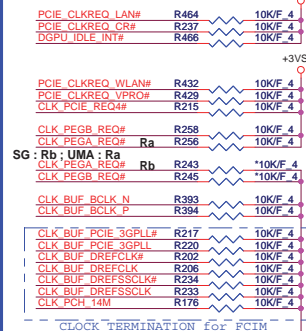 PCIE_CLKREQ_LAN# R464 10K/F_4
PCIE_CLKREQ_CR# R237 10K/F_4
DGPU_IDLE_INT# R466 10K/F_4
+3VS
PCIE_CLKREQ_WLAN# R432 10K/F_4
PCIE_CLKREQ_VPRO# R429 10K/F_4
CLK_PCIE_REQ4# R215 10K/F_4
CLK_PEGB_REQ# R258 10K/F_4
CLK_PEGA_REQ# Ra R256 10K/F_4
SG : Rb ; UMA : Ra
CLK_PEGA_REQ# Rb R243 *10K/F_4
CLK_PEGB_REQ# R245 *10K/F_4
CLK_BUF_BCLK_N R393 10K/F_4
CLK_BUF_BCLK_P R394 10K/F_4
CLK_BUF_PCIE_3GPLL# R217 10K/F_4
CLK_BUF_PCIE_3GPLL R220 10K/F_4
CLK_BUF_DREFCLK# R202 10K/F_4
CLK_BUF_DREFCLK R206 10K/F_4
CLK_BUF_DREFSSCLK# R234 10K/F_4
CLK_BUF_DREFSSCLK R233 10K/F_4
CLK_PCH_14M R176 10K/F_4
CLOCK TERMINATION for FCIM